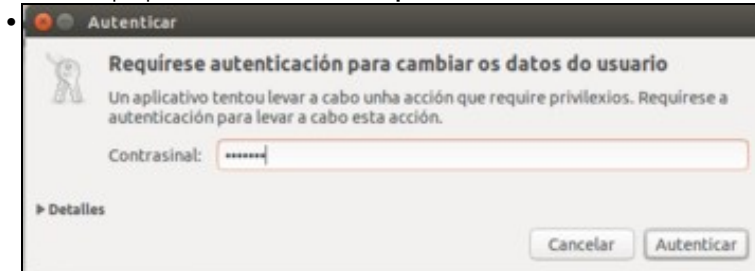 Autenticar
Requírese autenticación para cambiar os datos do usuario
Un aplicativo tentou levar a cabo unha acción que require privilexios. Requírese a
autenticación para levar a cabo esta acción.
Contrasinal: •••••••
Detalles
Cancelar Autenticar